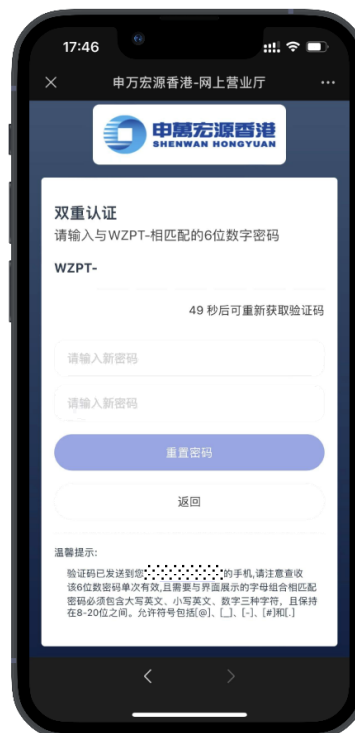 17:46
申万宏源香港-网上营业厅
申萬宏源香港
SHENWAN HONGYUAN
双重认证
请输入与WZPT-相匹配的6位数字密码
WZPT-
49 秒后可重新获取验证码
请输入新密码
请输入新密码
重置密码
返回
温馨提示:
验证码已发送到您的手机,请注意查收
该6位数密码单次有效,且需要与界面展示的字母组合相匹配
密码必须包含大写英文、小写英文、数字三种字符，且保持
在8-20位之间。允许符号包括[@]、[_]、[-]、[#]和[.]